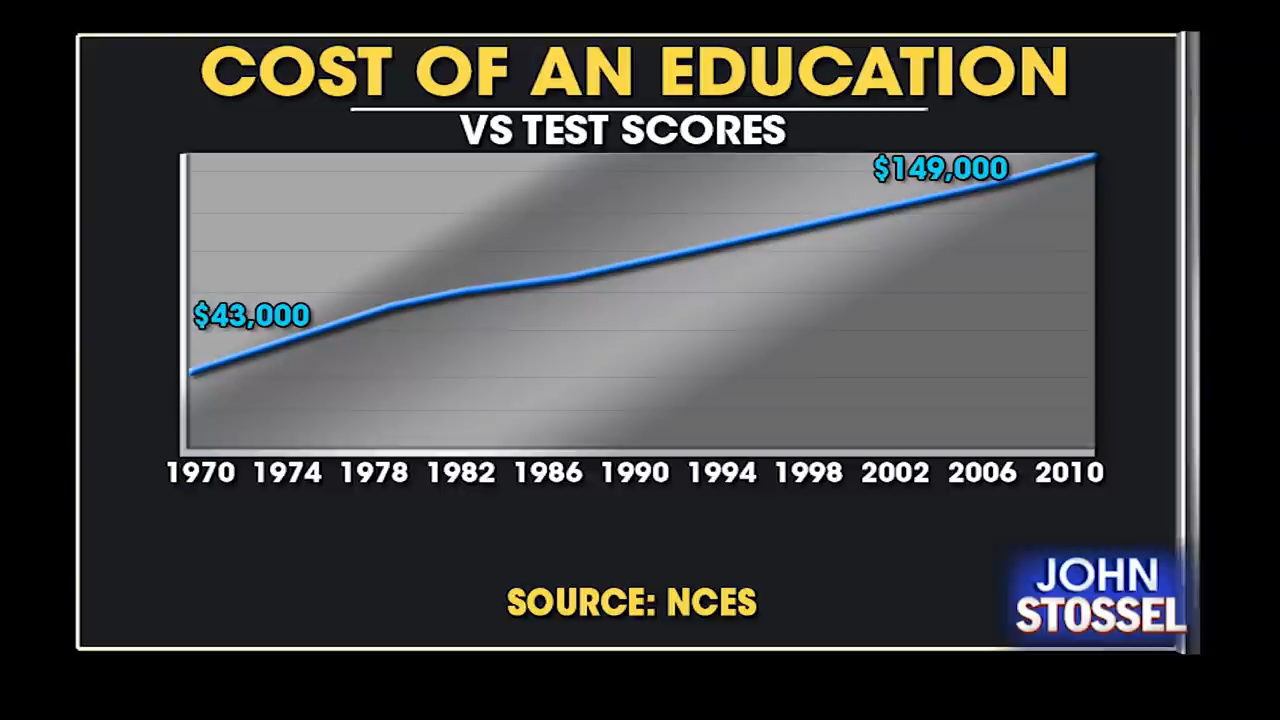 COST OF AN EDUCATION
VS TEST SCORES
$149,000
$43,000
1970 1974 1978 1982 1986 1990 1994 1998 2002 2006 2010
SOURCE: NCES
JOHN
STOSSEL